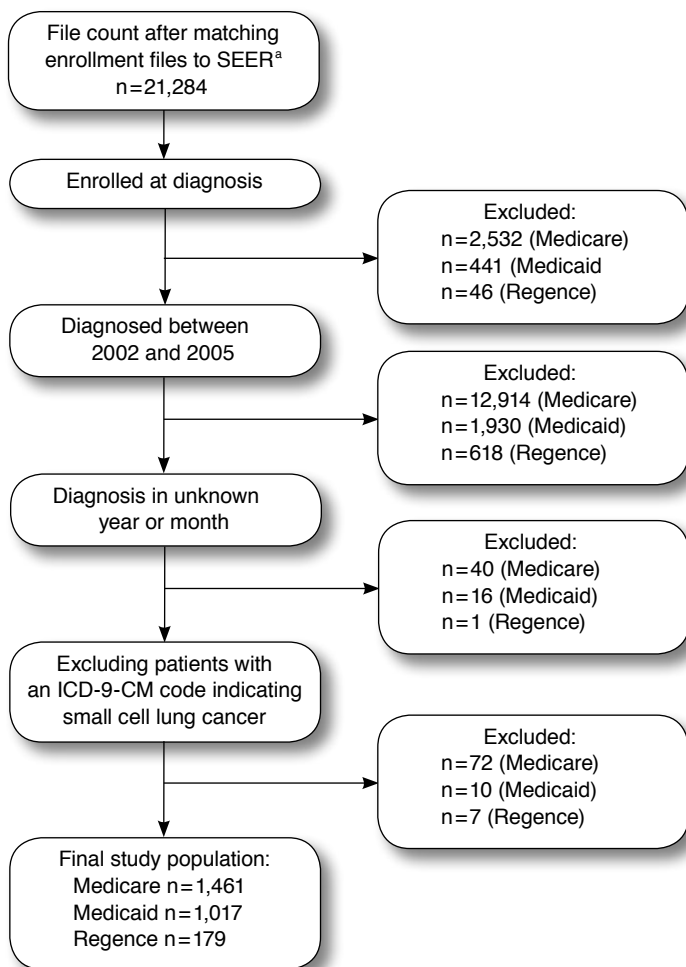 File count after matching
enrollment files to SEERᵃ
n=21,284
Enrolled at diagnosis
Excluded:
n=2,532 (Medicare)
n=441 (Medicaid
n=46 (Regence)
Diagnosed between
2002 and 2005
Excluded:
n=12,914 (Medicare)
n=1,930 (Medicaid)
n=618 (Regence)
Diagnosis in unknown
year or month
Excluded:
n=40 (Medicare)
n=16 (Medicaid)
n=1 (Regence)
Excluding patients with
an ICD-9-CM code indicating
small cell lung cancer
Excluded:
n=72 (Medicare)
n=10 (Medicaid)
n=7 (Regence)
Final study population:
Medicare n=1,461
Medicaid n=1,017
Regence n=179